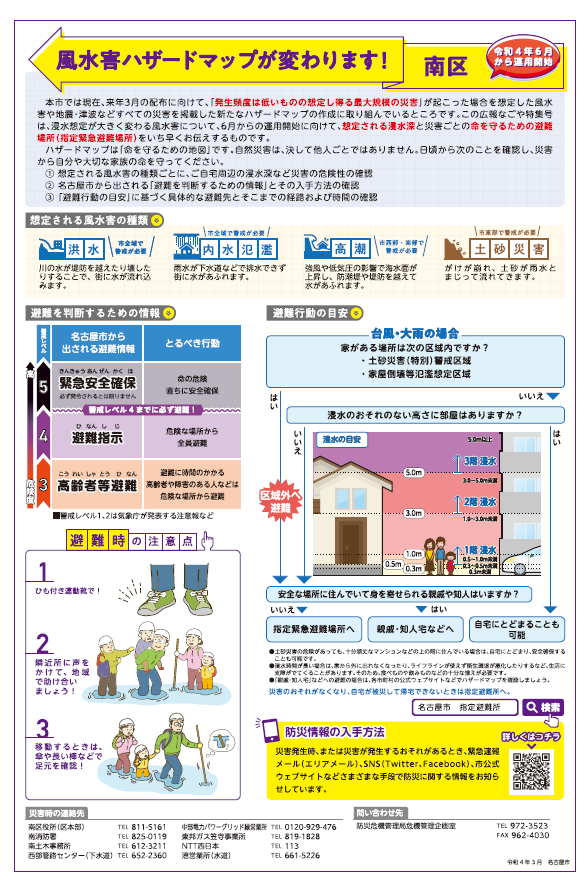 風水害ハザードマップが変わります!
南区
令和4年6月
から運用開始
本市では現在、来年3月の配布に向けて、「発生頻度は低いものの想定し得る最大規模の災害」が起こった場合を想定した風水
害や地震・津波などすべての災害を掲載した新たなハザードマップの作成に取り組んでいるところです。この広報なごや特集号
は、浸水想定が大きく変わる風水害について、6月からの運用開始に向けて、想定される浸水深と災害ごとの命を守るための避難
場所(指定緊急避難場所)をいち早くお伝えするものです。
ハザードマップは「命を守るための地図」です。自然災害は、決して他人ごとではありません。日頃から次のことを確認し、災害
から自分や大切な家族の命を守ってください。
① 想定される風水害の種類ごとに、ご自宅周辺の浸水深など災害の危険性の確認
② 名古屋市から出される「避難を判断するための情報」とその入手方法の確認
③ 「避難行動の目安」に基づく具体的な避難先とそこまでの経路および時間の確認
想定される風水害の種類
洪水
市全域で
警戒が必要
川の水が堤防を越えたり壊した
りすることで、街に水が流れ込
みます。
市全域で警戒が必要
内水氾濫
雨水が下水道などで排水できず
街に水があふれます。
高潮
市西部・南部で
警戒が必要
強風や低気圧の影響で海水面が
上昇し、防潮堤や堤防を越えて
水があふれます。
市東部で警戒が必要
土砂災害
がけが崩れ、土砂が雨水と
まじって流れてきます。
避難を判断するための情報
警戒レベル
名古屋市から
出される避難情報
とるべき行動
5
きんきゅうあんぜんかくほ
緊急安全確保
必ず発令されるとは限りません
命の危険
直ちに安全確保
警戒レベル4までに必ず避難!
4
ひなんしじ
避難指示
危険な場所から
全員避難
3
こうれいしゃとうひなん
高齢者等避難
避難に時間のかかる
高齢者や障害のある人などは
危険な場所から避難
■警戒レベル1、2は気象庁が発表する注意報など
避難時の注意点
1
ひも付き運動靴で!
2
隣近所に声を
かけて、地域
で助け合い
ましょう!
3
移動するときは、
傘や長い棒などで
足元を確認!
避難行動の目安
台風・大雨の場合
家がある場所は次の区域内ですか?
・土砂災害(特別)警戒区域
・家屋倒壊等氾濫想定区域
はい
いいえ
浸水のおそれのない高さに部屋はありますか?
いいえ
はい
浸水の目安
5.0m以上
5.0m
3階 浸水
3.0~5.0m未満
2階 浸水
3.0m
1.0~3.0m未満
1階 浸水
1.0m
0.5~1.0m未満
0.5m
0.3~0.5m未満
0.3m
0.3m未満
区域外へ
避難
安全な場所に住んでいて身を寄せられる親戚や知人はいますか?
いいえ
はい
指定緊急避難場所へ
親戚・知人宅などへ
自宅にとどまることも
可能
●土砂災害の危険があっても、十分頑丈なマンションなどの上の階に住んでいる場合は、自宅にとどまり、安全確保する
ことも可能です。
●浸水時間が長い場合は、家から外に出れなくなったり、ライフラインが使えず衛生環境が悪化したりするなど、生活に
支障がでてくることがあります。そのため、食べものや飲みものなどの十分な備えが必要です。
●「親戚・知人宅」などへの避難の場合は、各市町村の公式ウェブサイトなどでハザードマップを確認しましょう。
災害のおそれがなくなり、自宅が被災して帰宅できないときは指定避難所へ。
名古屋市 指定避難所
検索
防災情報の入手方法
詳しくはコチラ
災害発生時、または災害が発生するおそれがあるとき、緊急速報
メール(エリアメール)、SNS(Twitter、Facebook)、市公式
ウェブサイトなどさまざまな手段で防災に関する情報をお知ら
せしています。
災害時の連絡先
南区役所(区本部) TEL 811-5161
南消防署 TEL 825-0119
南土木事務所 TEL 612-3211
西部管路センター(下水道) TEL 652-2360
中部電力パワーグリッド緑営業所 TEL 0120-929-476
東邦ガス笠寺事業所 TEL 819-1828
NTT西日本 TEL 113
港営業所(水道) TEL 661-5226
問い合わせ先
防災危機管理局危機管理企画室 TEL 972-3523
FAX 962-4030
令和4年3月 名古屋市